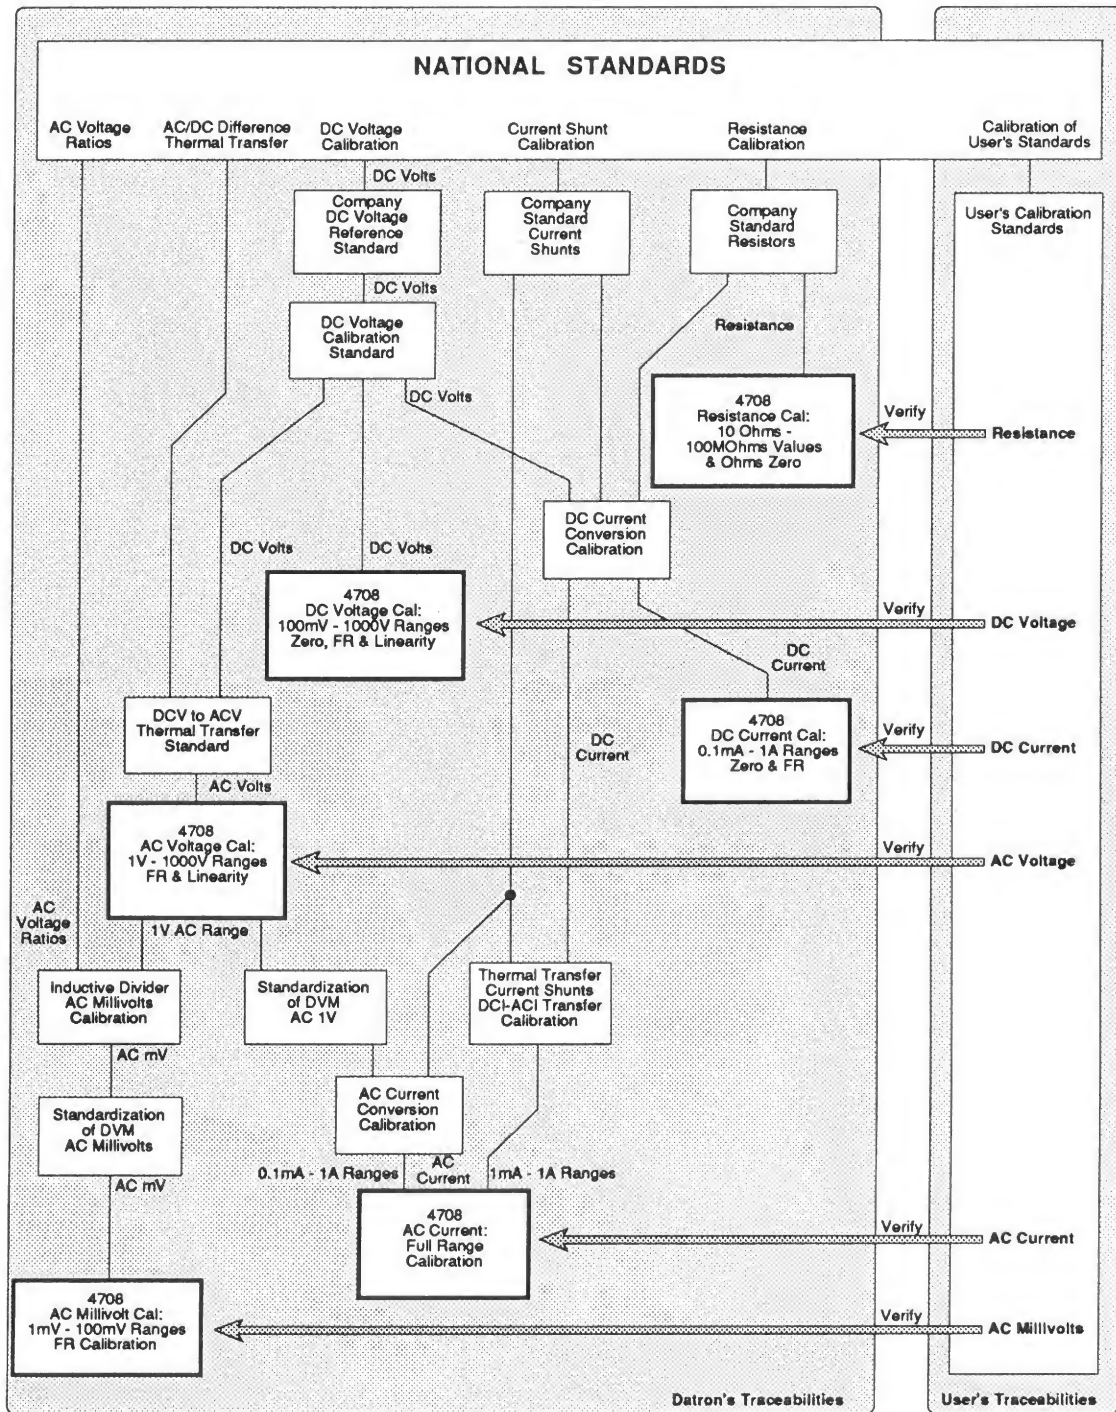 NATIONAL STANDARDS
AC Voltage
Ratios
AC/DC Difference
Thermal Transfer
DC Voltage
Calibration
Current Shunt
Calibration
Resistance
Calibration
Calibration of
User's Standards
DC Volts
Company
DC Voltage
Reference
Standard
Company
Standard
Current
Shunts
Company
Standard
Resistors
User's Calibration
Standards
DC Volts
DC Voltage
Calibration
Standard
Resistance
DC Volts
4708
Resistance Cal:
10 Ohms -
100MOhms Values
& Ohms Zero
Verify
Resistance
DC Current
Conversion
Calibration
DC Volts
DC Volts
4708
DC Voltage Cal:
100mV - 1000V Ranges
Zero, FR & Linearity
Verify
DC Voltage
DC
Current
DCV to ACV
Thermal Transfer
Standard
DC
Current
4708
DC Current Cal:
0.1mA - 1A Ranges
Zero & FR
Verify
DC Current
AC Volts
4708
AC Voltage Cal:
1V - 1000V Ranges
FR & Linearity
Verify
AC Voltage
AC
Voltage
Ratios
1V AC Range
Inductive Divider
AC Millivolts
Calibration
Standardization
of DVM
AC 1V
Thermal Transfer
Current Shunts
DCI-ACI Transfer
Calibration
AC mV
Standardization
of DVM
AC Millivolts
AC Current
Conversion
Calibration
AC mV
0.1mA - 1A Ranges
AC
Current
1mA - 1A Ranges
4708
AC Current:
Full Range
Calibration
Verify
AC Current
4708
AC Millivolt Cal:
1mV - 100mV Ranges
FR Calibration
Verify
AC Millivolts
Datron's Traceabilities
User's Traceabilities